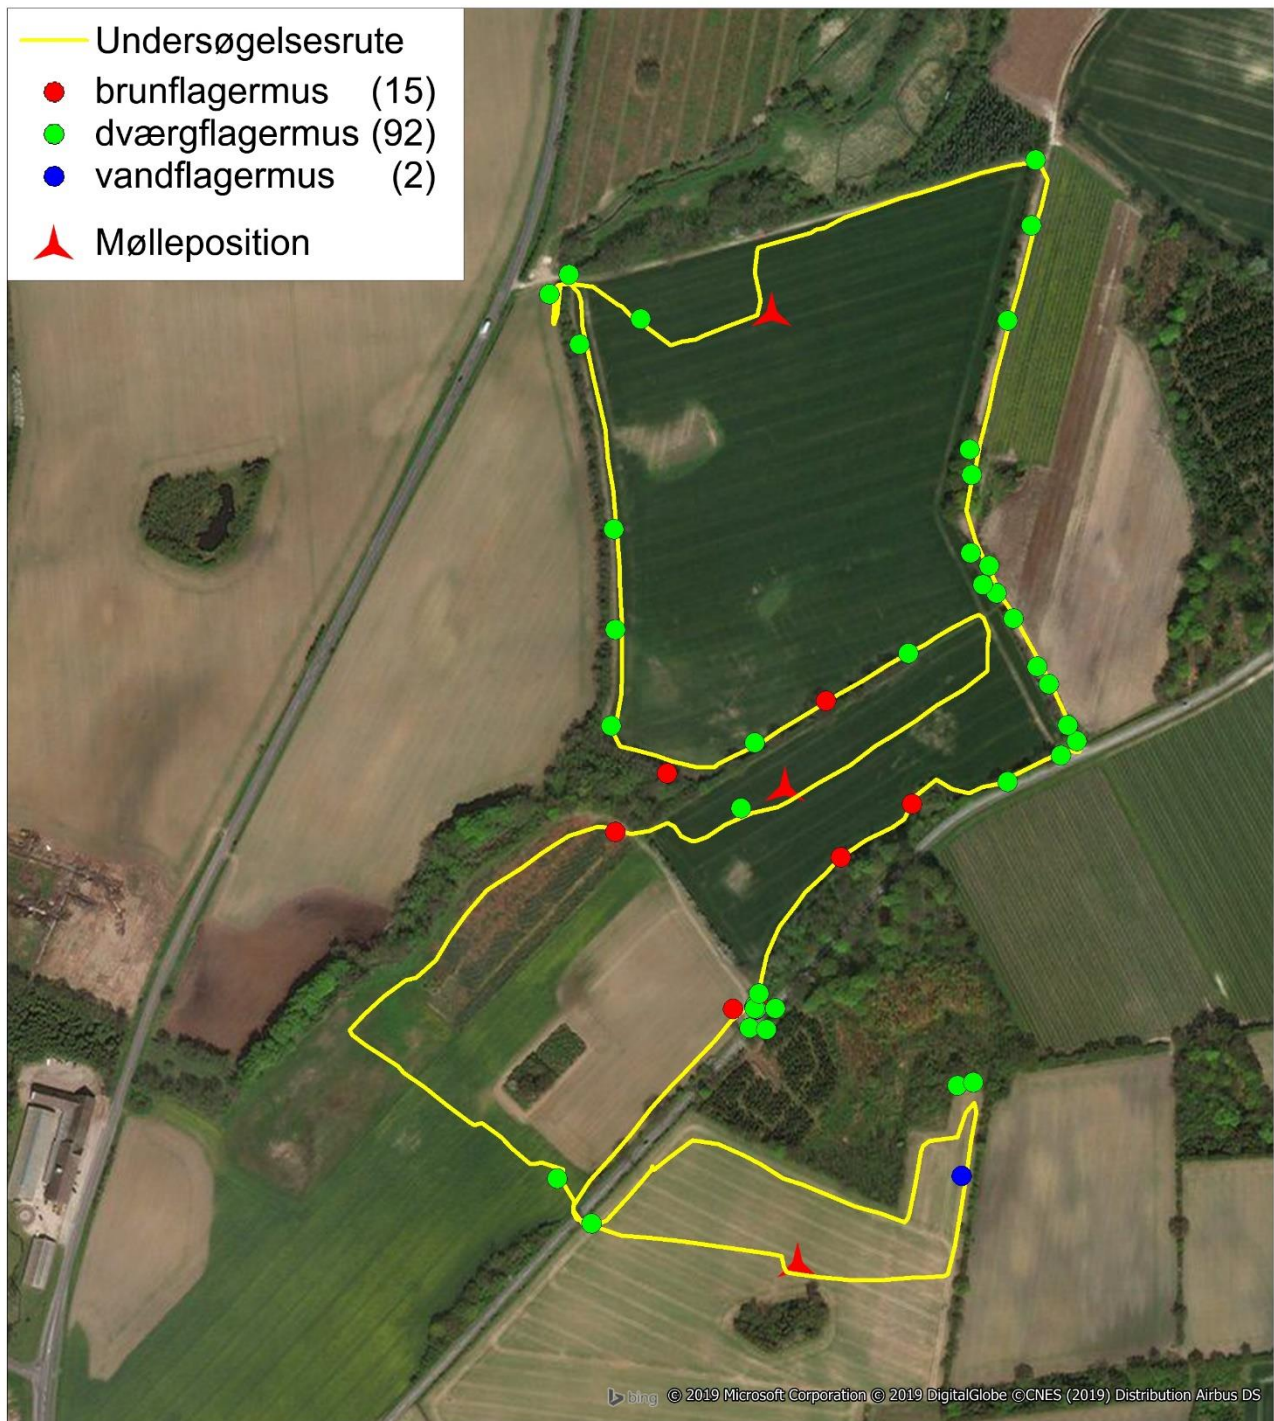 Undersøgelsesrute
brunflagermus (15)
dværgflagermus (92)
vandflagermus (2)
Mølleposition
bing © 2019 Microsoft Corporation © 2019 DigitalGlobe ©CNES (2019) Distribution Airbus DS